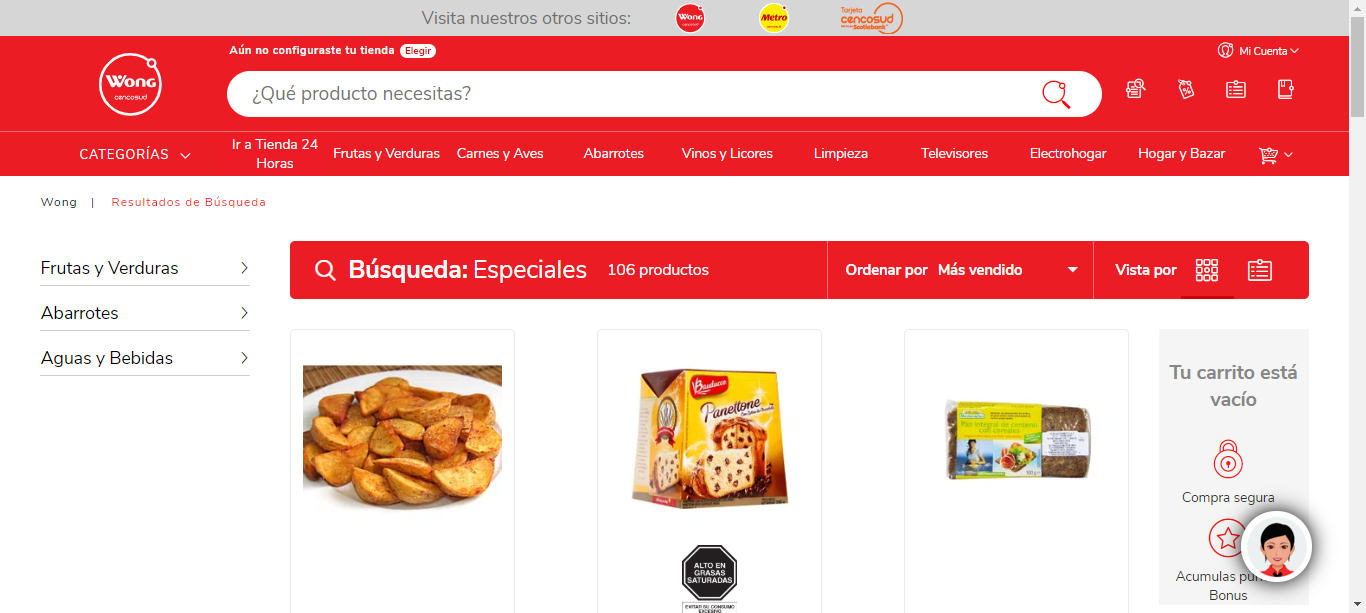 Visita nuestros otros sitios:
Wong
cencosud
Metro
Tarjeta
cencosud
Scotiabank
Aún no configuraste tu tienda Elegir
Mi Cuenta
Wong
cencosud
¿Qué producto necesitas?
CATEGORÍAS
Ir a Tienda 24
Horas
Frutas y Verduras
Carnes y Aves
Abarrotes
Vinos y Licores
Limpieza
Televisores
Electrohogar
Hogar y Bazar
Wong | Resultados de Búsqueda
Frutas y Verduras
Abarrotes
Aguas y Bebidas
Búsqueda: Especiales 106 productos
Ordenar por Más vendido
Vista por
Bauducco
Panettone
ALTO EN
GRASAS
SATURADAS
EVITAR SU CONSUMO
EXCESIVO
Pan integral de centeno
con cereales
Tu carrito está
vacío
Compra segura
Acumulas
Bonus